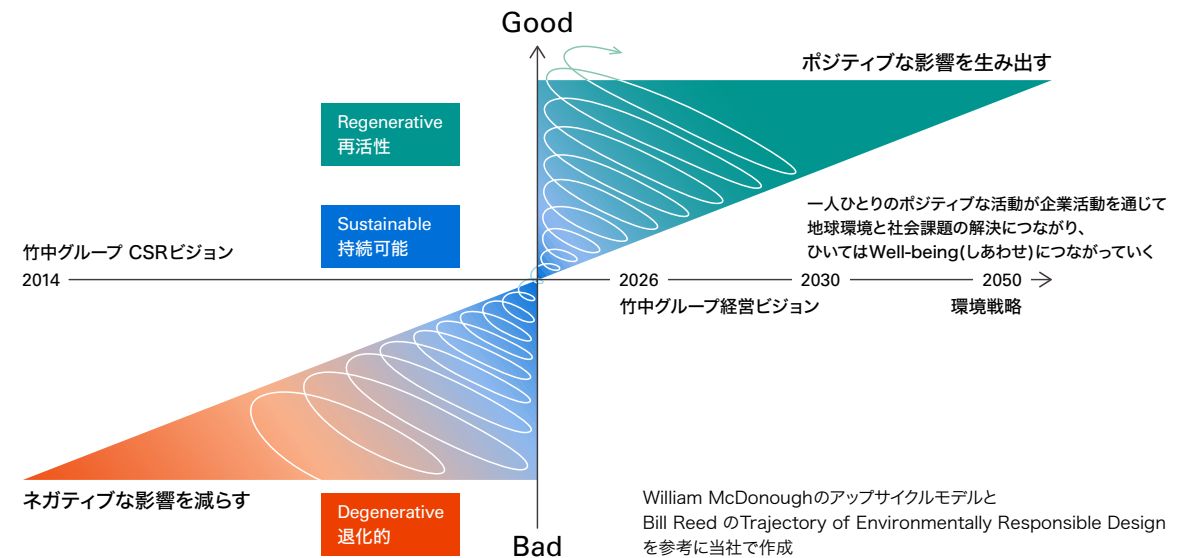 Good
ポジティブな影響を生み出す
Regenerative
再活性
Sustainable
持続可能
一人ひとりのポジティブな活動が企業活動を通じて
地球環境と社会課題の解決につながり、
ひいてはWell-being(しあわせ)につながっていく
竹中グループ CSRビジョン
2014
2026
2030
2050
竹中グループ経営ビジョン
環境戦略
ネガティブな影響を減らす
Degenerative
退化的
Bad
William McDonoughのアップサイクルモデルと
Bill Reed のTrajectory of Environmentally Responsible Design
を参考に当社で作成